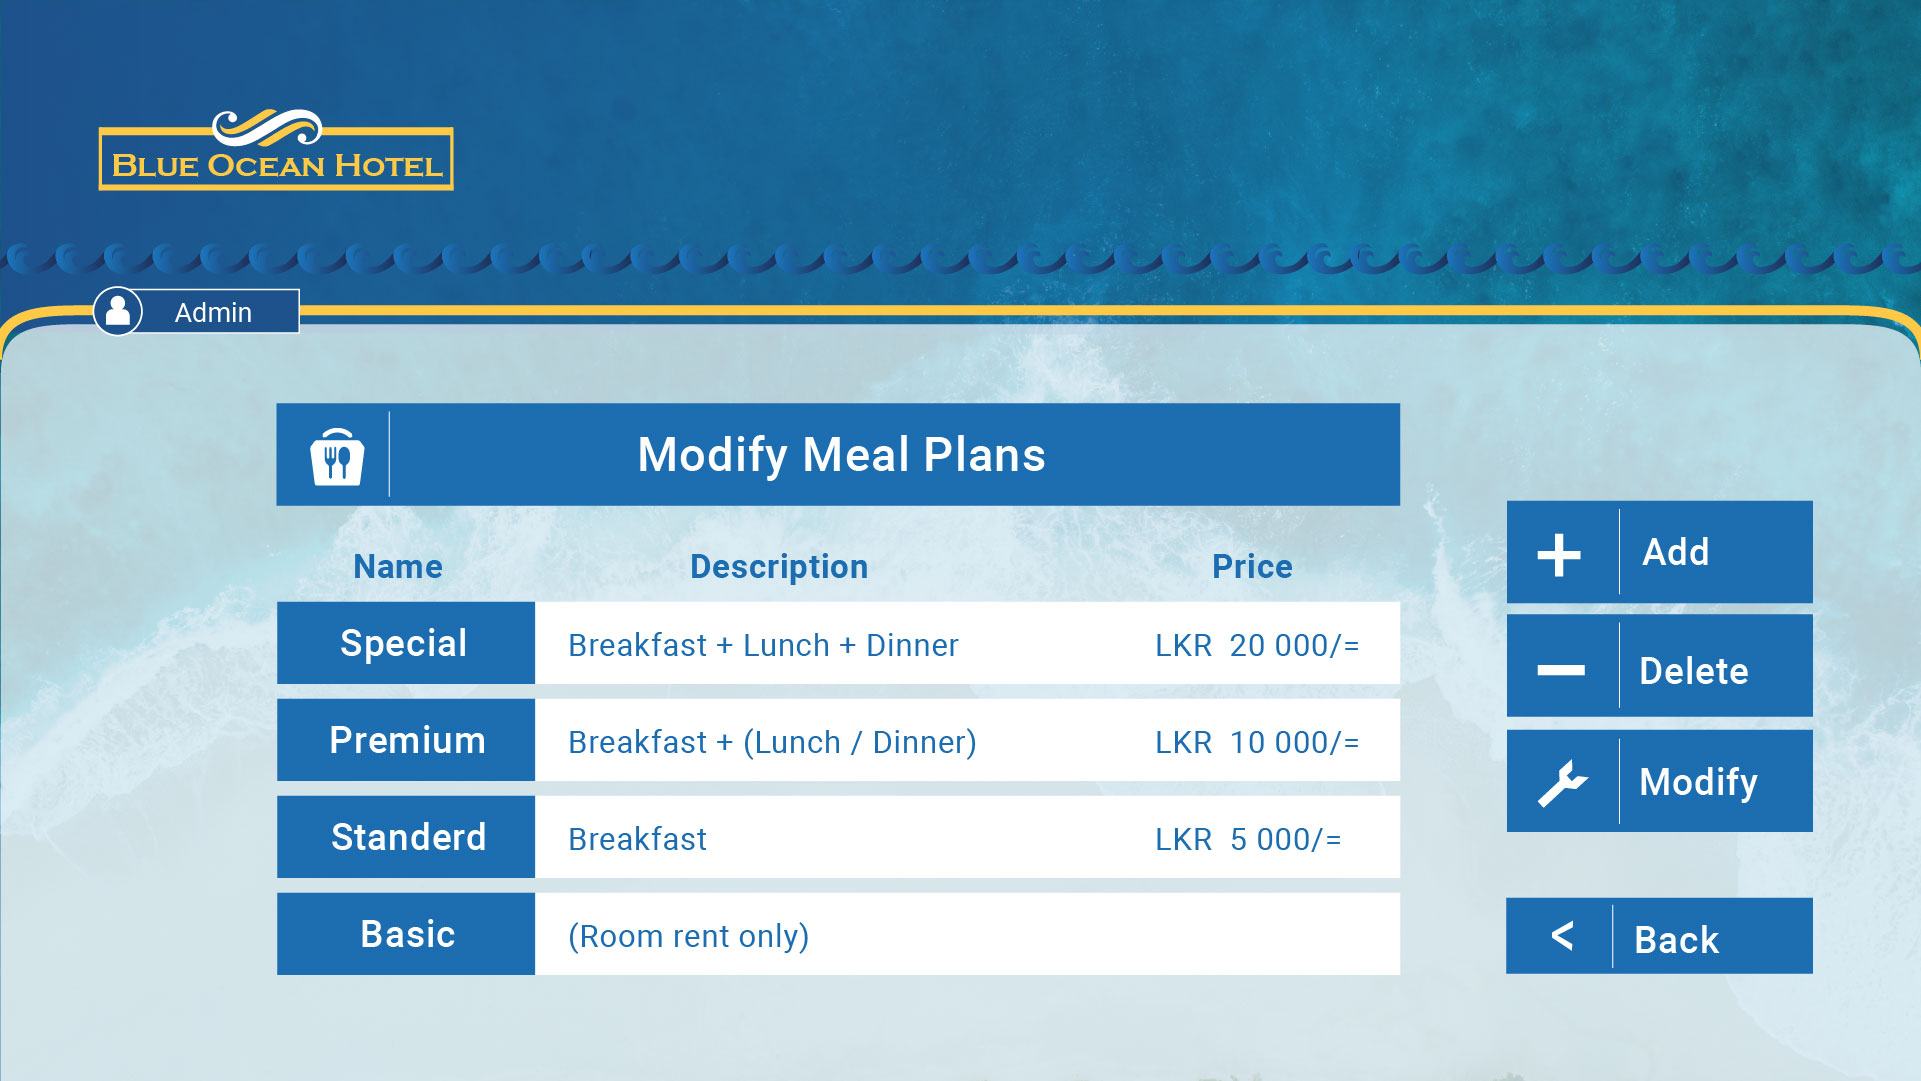 BLUE OCEAN HOTEL
Admin
Modify Meal Plans
Name Description Price
Special Breakfast + Lunch + Dinner LKR 20 000/=
Premium Breakfast + (Lunch / Dinner) LKR 10 000/=
Standerd Breakfast LKR 5 000/=
Basic (Room rent only)
+ Add
Delete
Modify
< Back